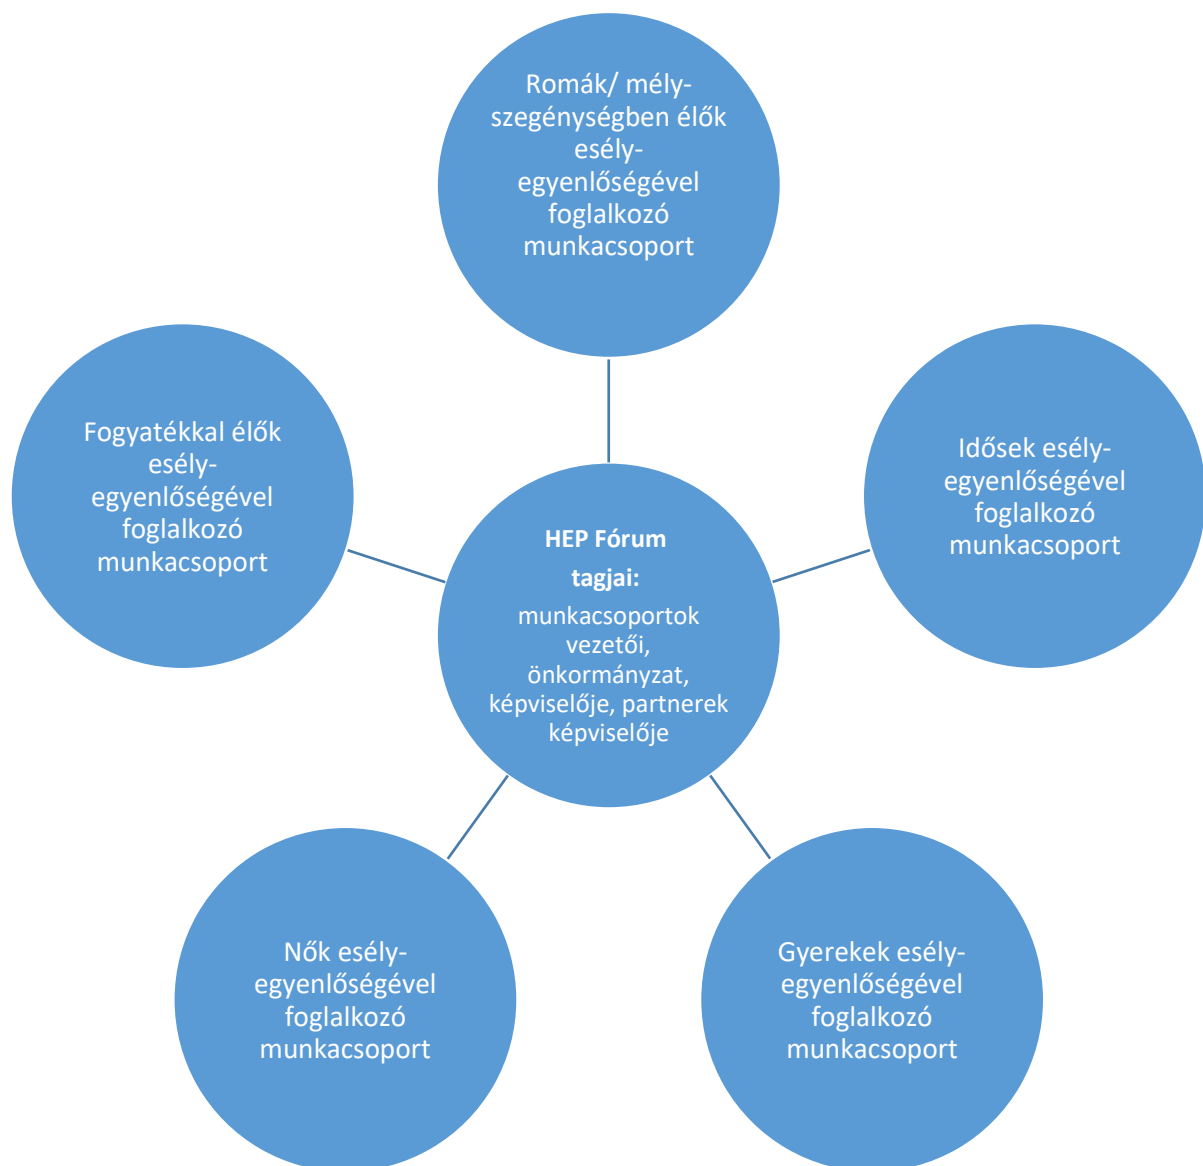 Romák/ mély-
szegénységben élők
esély-
egyenlőségével
foglalkozó
munkacsoport
Fogyatékkal élők
esély-
egyenlőségével
foglalkozó
munkacsoport
Idősek esély-
egyenlőségével
foglalkozó
munkacsoport
HEP Fórum
tagjai:
munkacsoportok
vezetői,
önkormányzat,
képviselője, partnerek
képviselője
Nők esély-
egyenlőségével
foglalkozó
munkacsoport
Gyerekek esély-
egyenlőségével
foglalkozó
munkacsoport